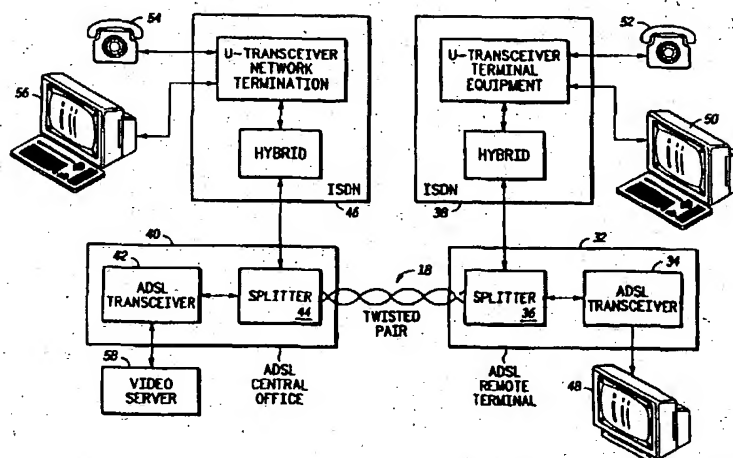 54
52
U-TRANSCEIVER
NETWORK
TERMINATION
U-TRANSCEIVER
TERMINAL
EQUIPMENT
56
50
HYBRID
HYBRID
ISDN
ISDN
46
38
40
32
42
18
34
ADSL
TRANSCEIVER
SPLITTER
44
TWISTED
PAIR
SPLITTER
36
ADSL
TRANSCEIVER
58
VIDEO
SERVER
ADSL
CENTRAL
OFFICE
ADSL
REMOTE
TERMINAL
48